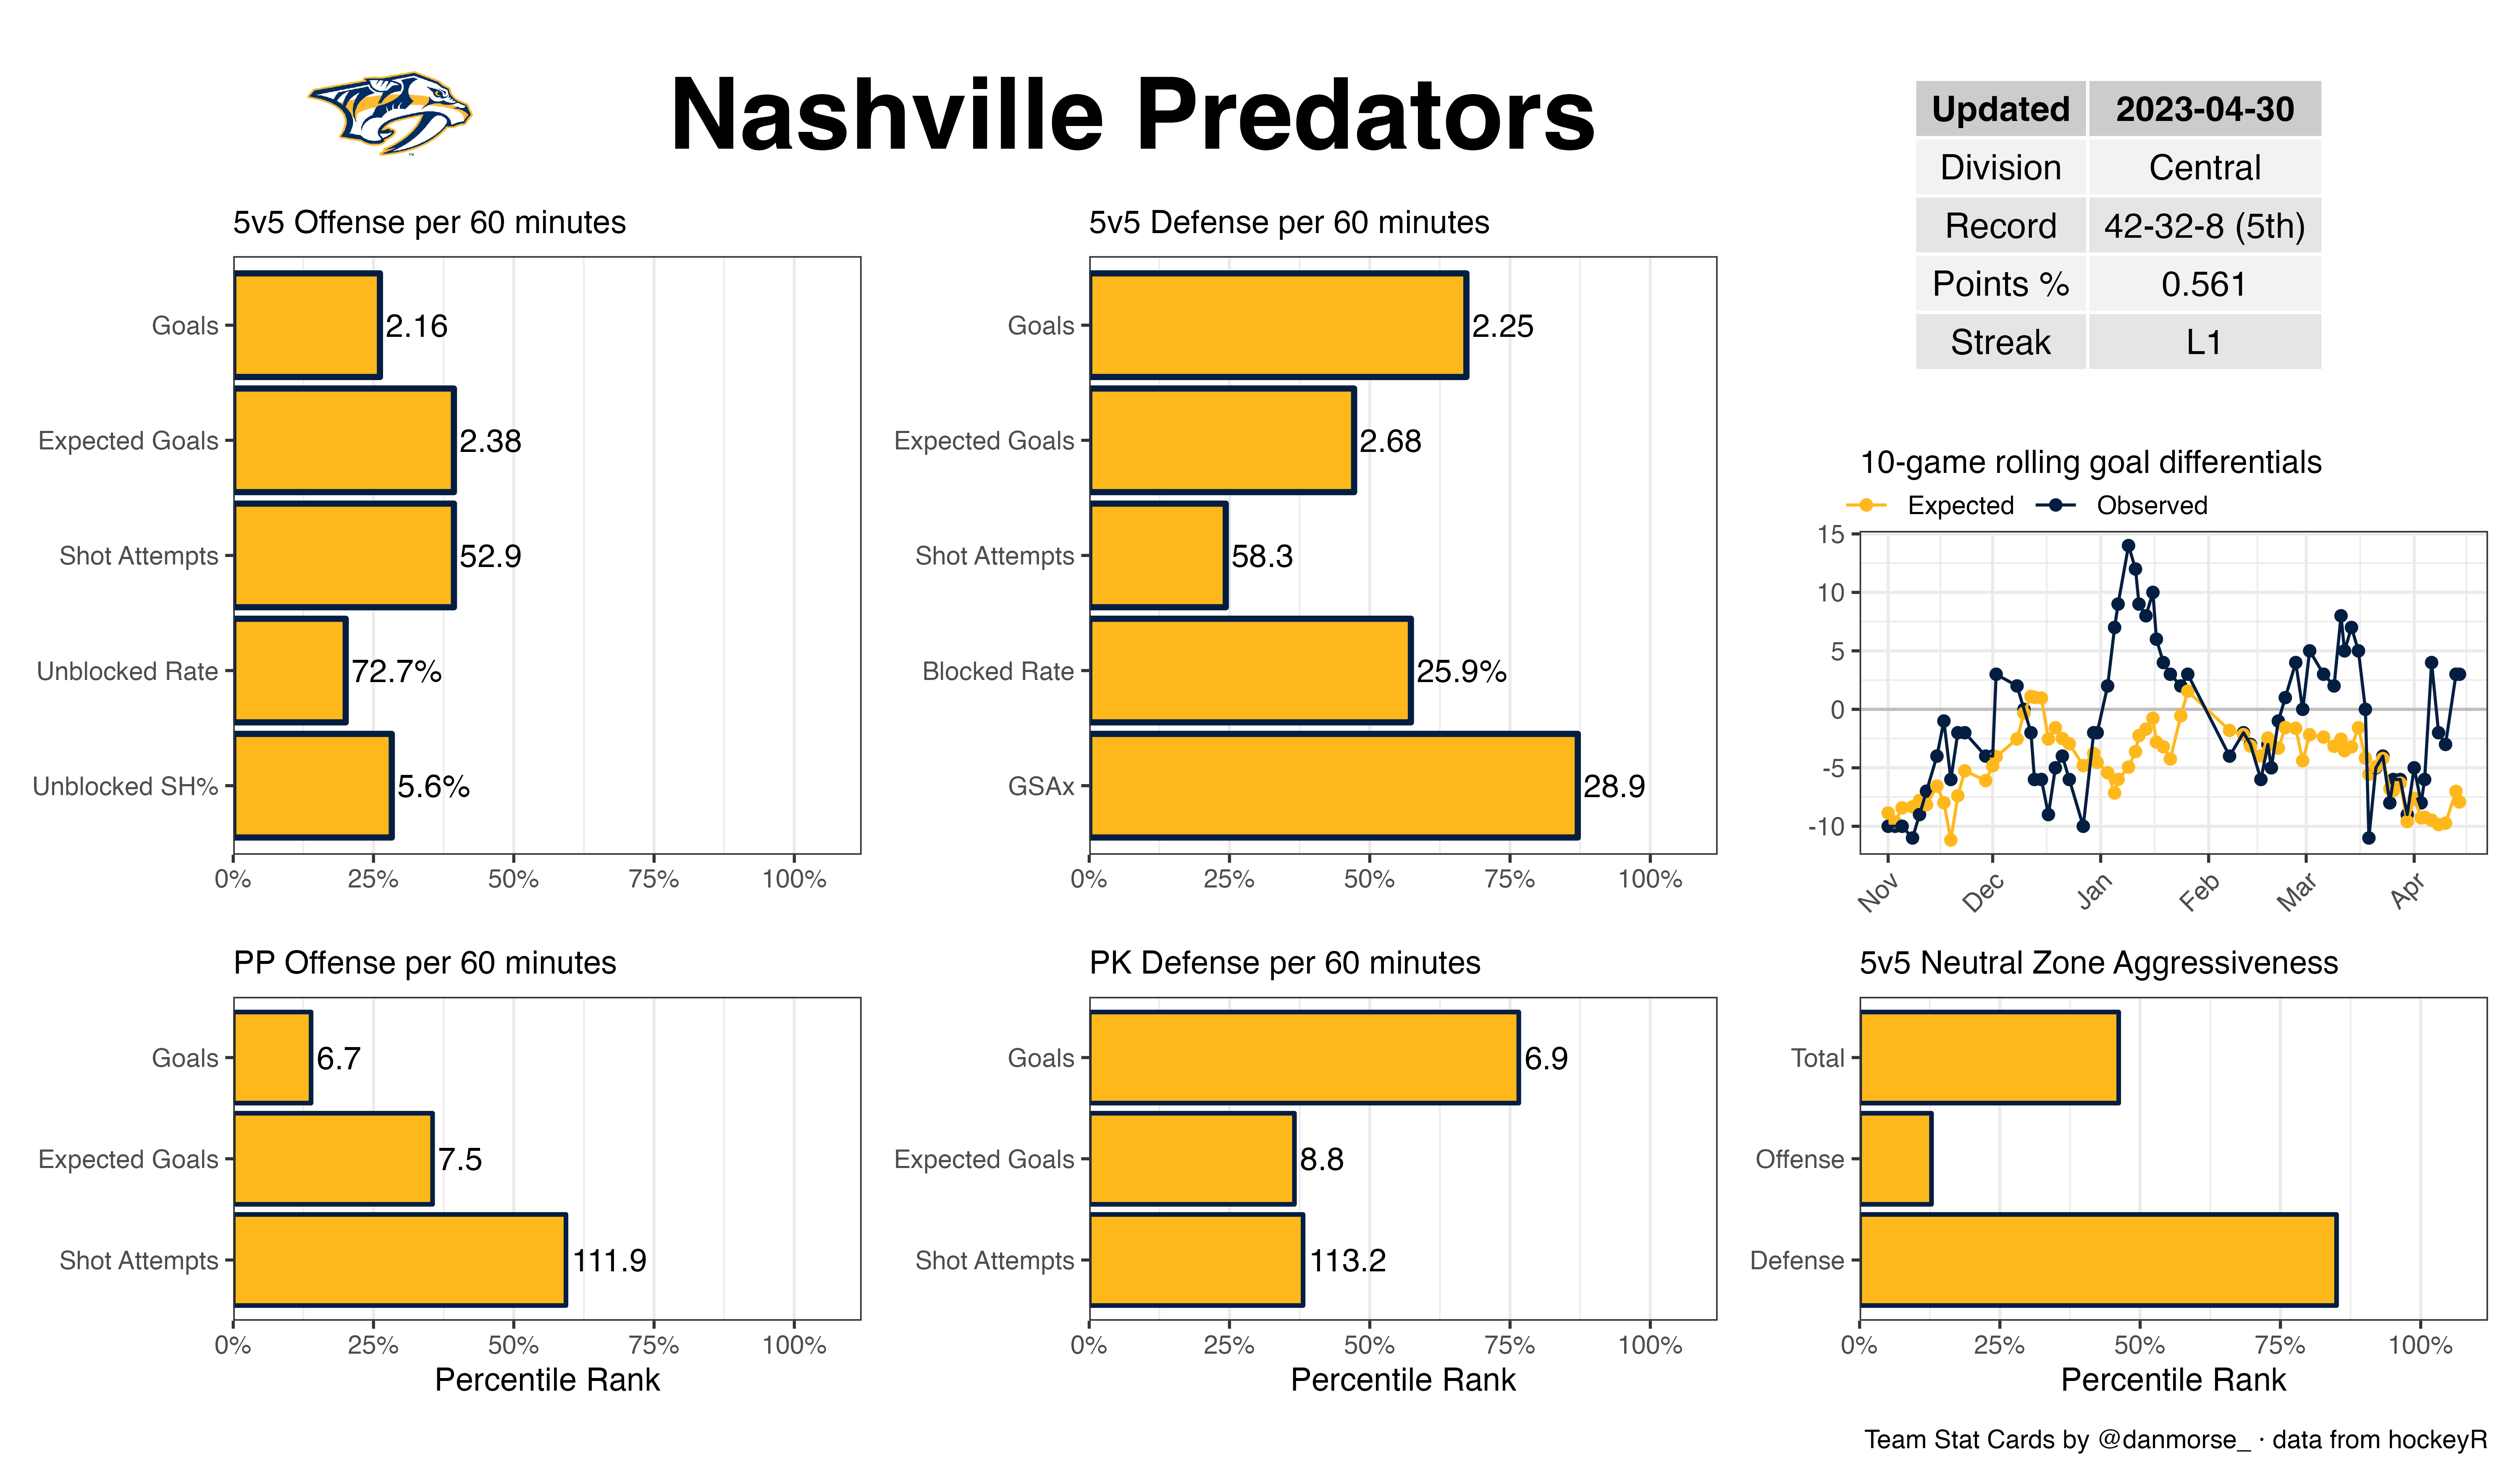 Nashville Predators
Updated 2023-04-30
Division Central
Record 42-32-8 (5th)
Points % 0.561
Streak L1
5v5 Offense per 60 minutes
Goals 2.16
Expected Goals 2.38
Shot Attempts 52.9
Unblocked Rate 72.7%
Unblocked SH% 5.6%
0% 25% 50% 75% 100%
5v5 Defense per 60 minutes
Goals 2.25
Expected Goals 2.68
Shot Attempts 58.3
Blocked Rate 25.9%
GSAx 28.9
0% 25% 50% 75% 100%
10-game rolling goal differentials
Expected Observed
15
10
5
0
-5
-10
Nov Dec Jan Feb Mar Apr
PP Offense per 60 minutes
Goals 6.7
Expected Goals 7.5
Shot Attempts 111.9
0% 25% 50% 75% 100%
Percentile Rank
PK Defense per 60 minutes
Goals 6.9
Expected Goals 8.8
Shot Attempts 113.2
0% 25% 50% 75% 100%
Percentile Rank
5v5 Neutral Zone Aggressiveness
Total
Offense
Defense
0% 25% 50% 75% 100%
Percentile Rank
Team Stat Cards by @danmorse_ · data from hockeyR